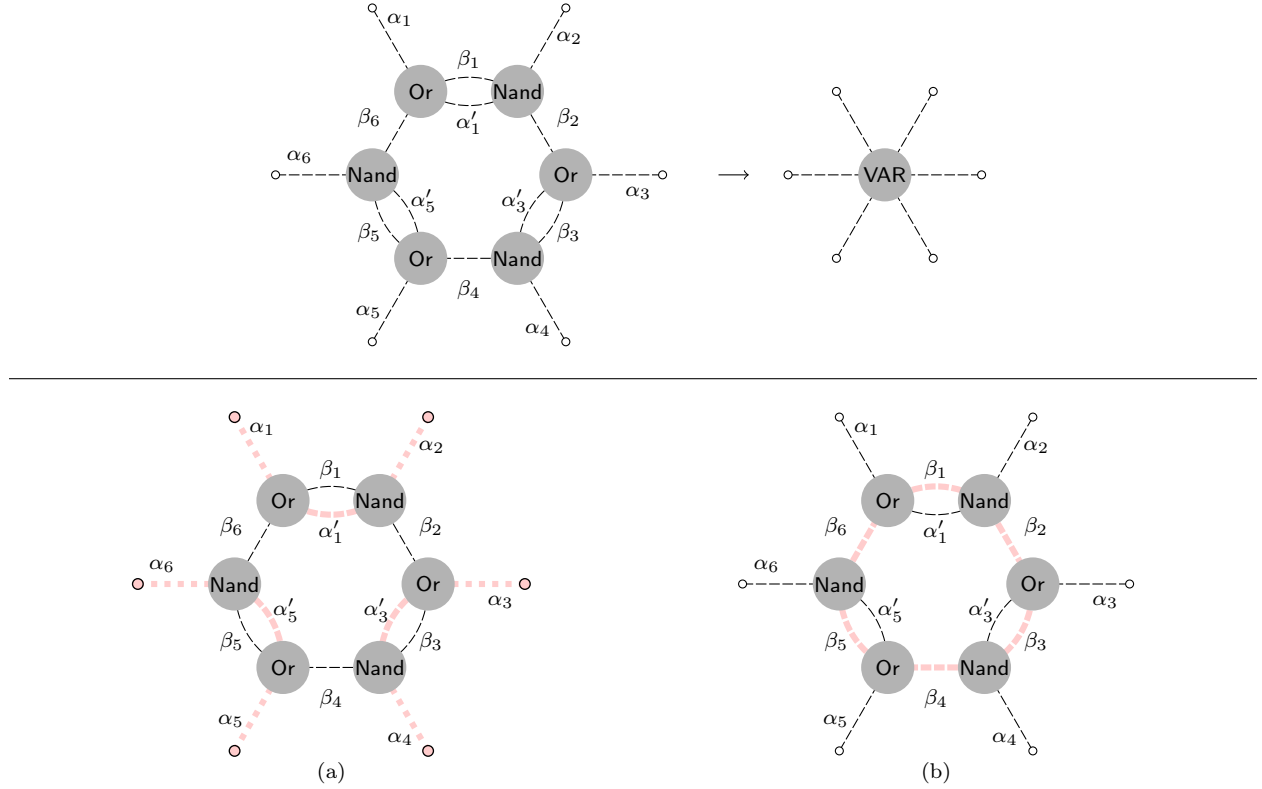 α₁
α₂
β₁
Or
Nand
α′₁
β₆
β₂
α₆
Nand
Or
VAR
α′₅
α′₃
α₃
β₅
β₃
Or
Nand
β₄
α₅
α₄
α₁
α₂
β₁
Or
Nand
α′₁
β₆
β₂
α₆
Nand
Or
α′₅
α′₃
α₃
β₅
β₃
Or
Nand
β₄
α₅
α₄
(a)
α₁
α₂
β₁
Or
Nand
α′₁
β₆
β₂
α₆
Nand
Or
α′₅
α′₃
α₃
β₅
β₃
Or
Nand
β₄
α₅
α₄
(b)